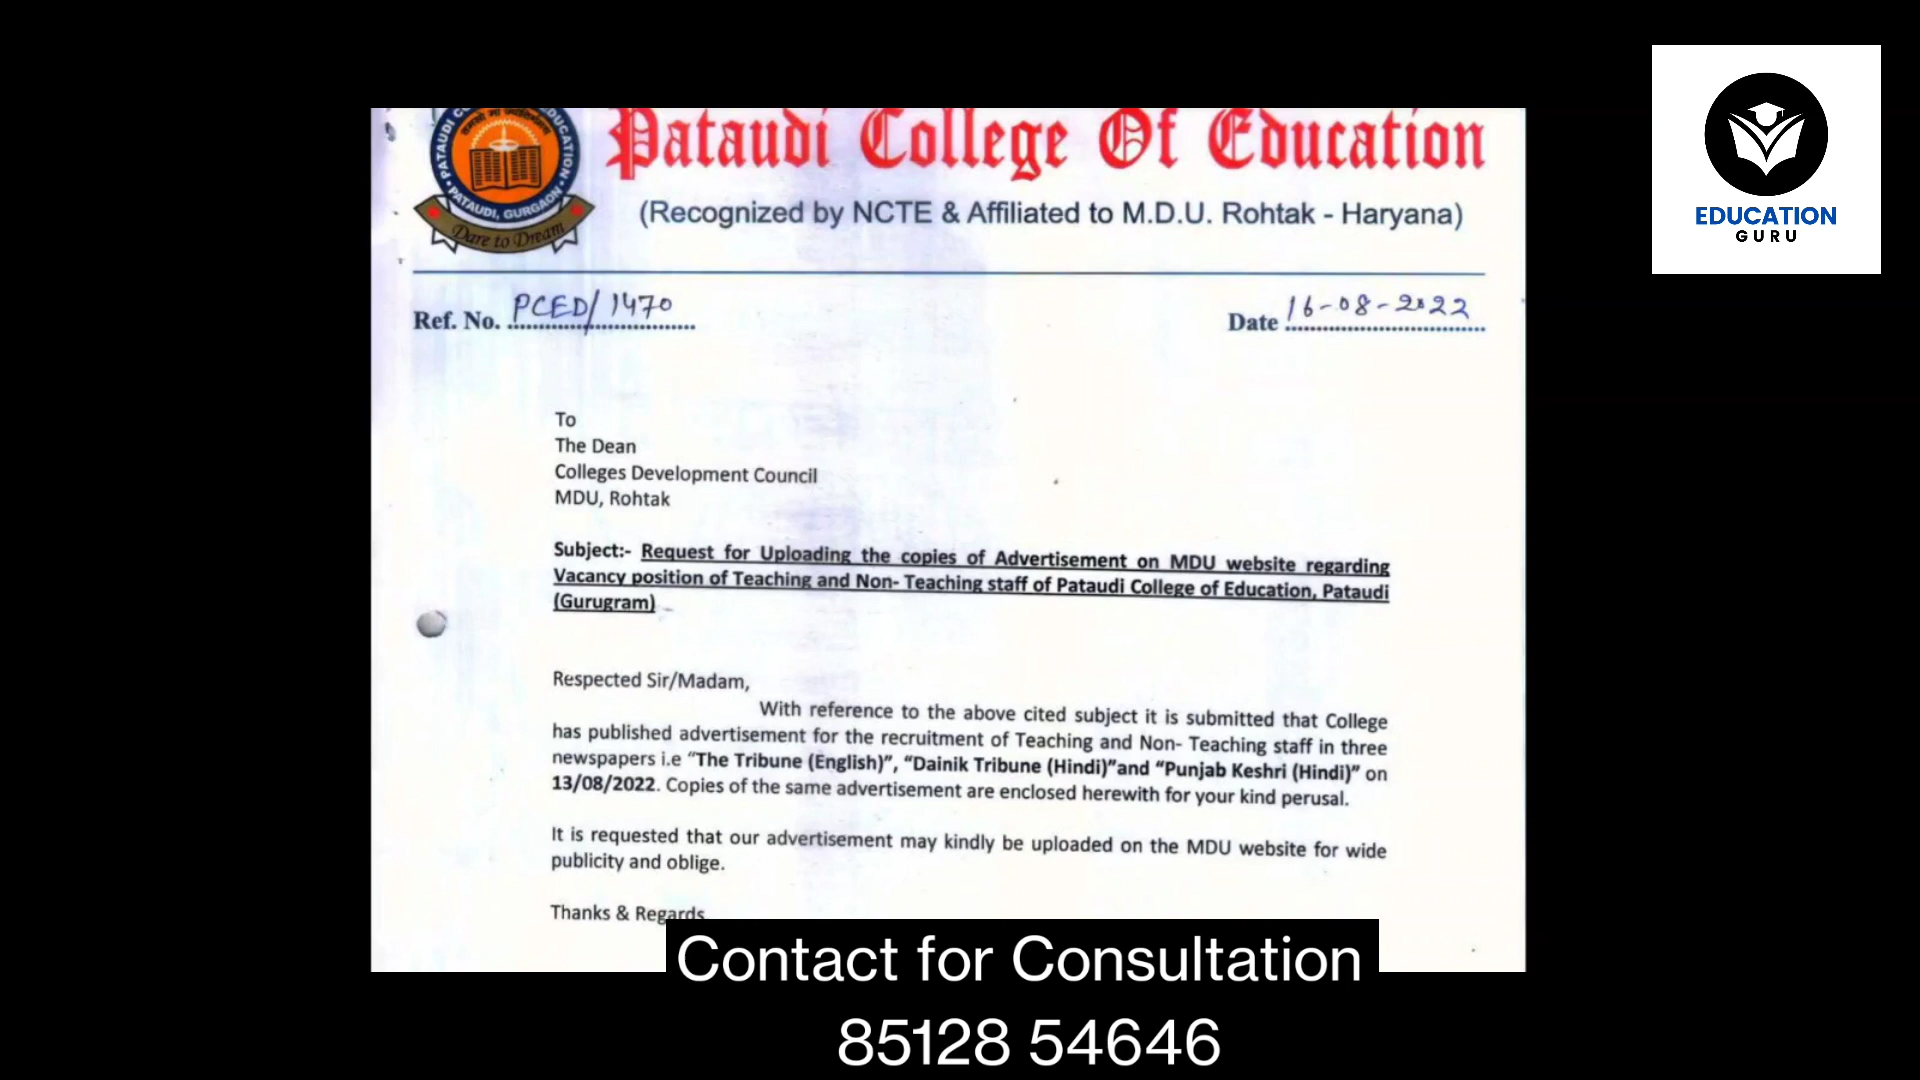 Pataudi College Of Education
(Recognized by NCTE & Affiliated to M.D.U. Rohtak - Haryana)
EDUCATION
PATAUDI, GURGAON
Dare to Dream
EDUCATION
GURU
Ref. No. PCED/1470
Date 16-08-2022
To
The Dean
Colleges Development Council
MDU, Rohtak
Subject:- Request for Uploading the copies of Advertisement on MDU website regarding
Vacancy position of Teaching and Non- Teaching staff of Pataudi College of Education, Pataudi
(Gurugram)
Respected Sir/Madam,
With reference to the above cited subject it is submitted that College
has published advertisement for the recruitment of Teaching and Non- Teaching staff in three
newspapers i.e “The Tribune (English)”, “Dainik Tribune (Hindi)”and “Punjab Keshri (Hindi)” on
13/08/2022. Copies of the same advertisement are enclosed herewith for your kind perusal.
It is requested that our advertisement may kindly be uploaded on the MDU website for wide
publicity and oblige.
Thanks & Regards
Contact for Consultation
85128 54646